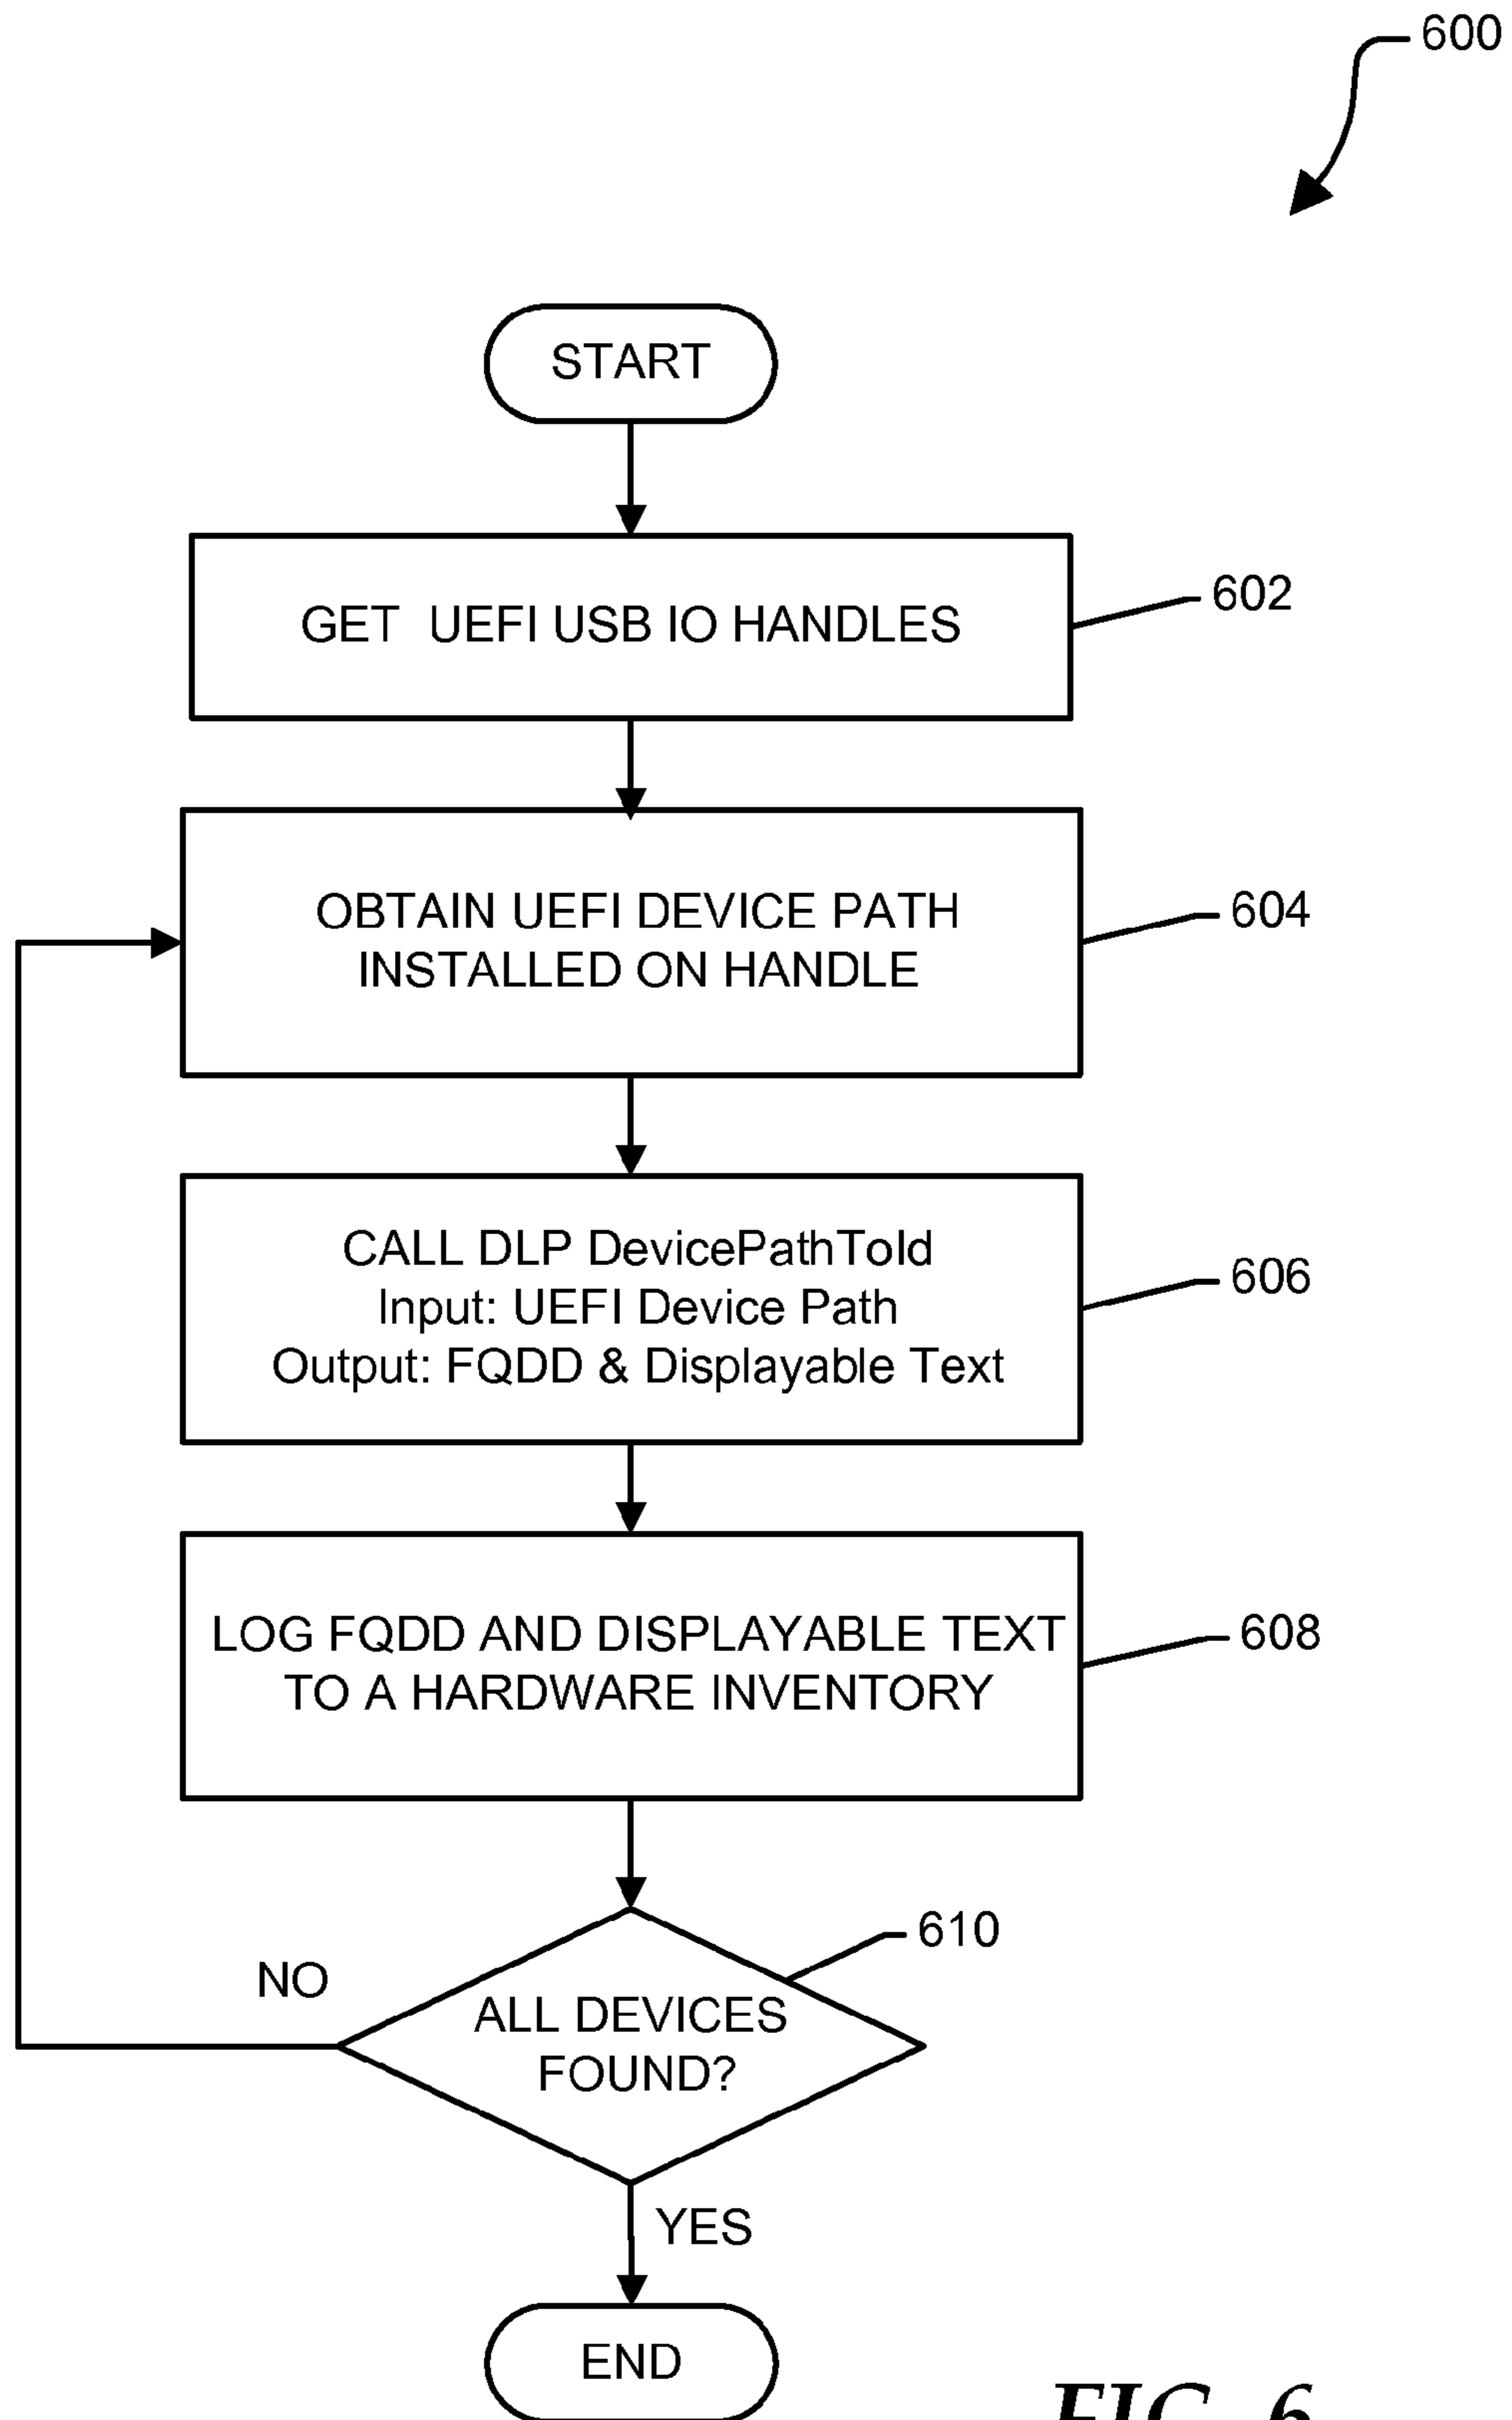 600
START
GET UEFI USB IO HANDLES
602
OBTAIN UEFI DEVICE PATH
INSTALLED ON HANDLE
604
CALL DLP DevicePathToId
Input: UEFI Device Path
Output: FQDD & Displayable Text
606
LOG FQDD AND DISPLAYABLE TEXT
TO A HARDWARE INVENTORY
608
610
NO
ALL DEVICES
FOUND?
YES
END
FIG. 6